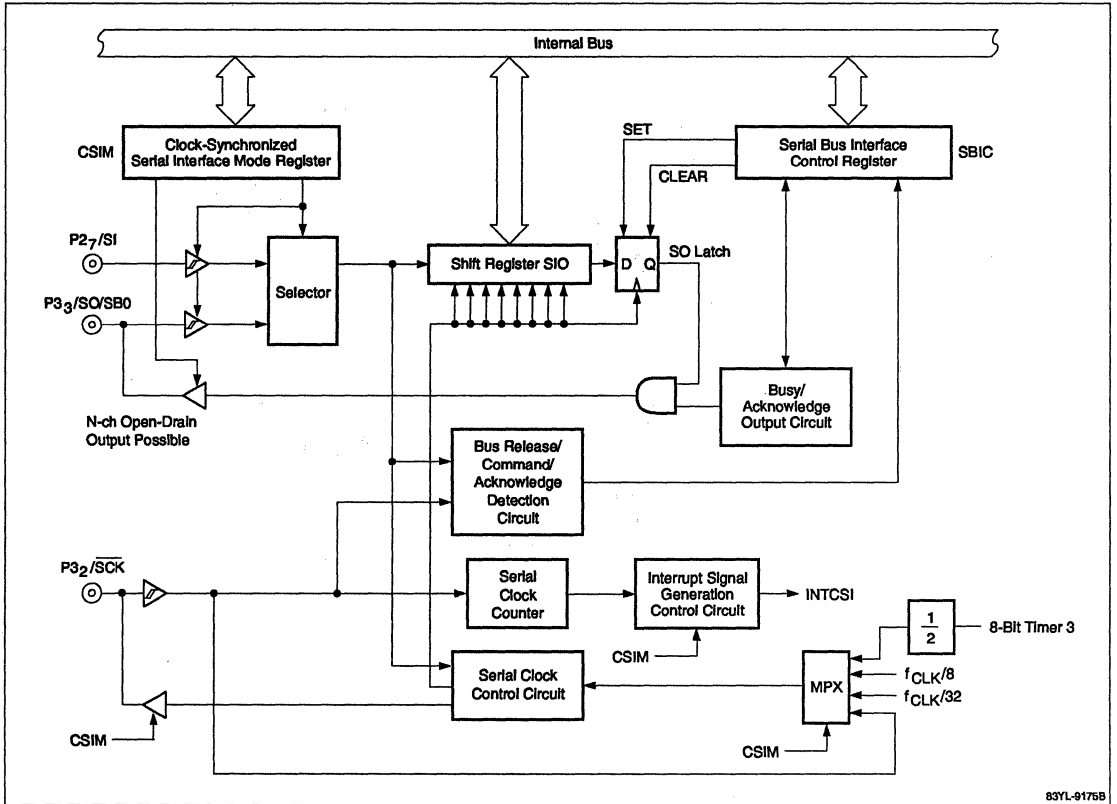 Internal Bus
CSIM
Clock-Synchronized
Serial Interface Mode Register
SET
CLEAR
Serial Bus Interface
Control Register
SBIC
P2₇/SI
P3₃/SO/SB0
Selector
Shift Register SIO
D Q
SO Latch
N-ch Open-Drain
Output Possible
Busy/
Acknowledge
Output Circuit
Bus Release/
Command/
Acknowledge
Detection
Circuit
P3₂/S̅C̅K̅
Serial
Clock
Counter
Interrupt Signal
Generation
Control Circuit
INTCSI
CSIM
1
2
8-Bit Timer 3
fCLK/8
fCLK/32
MPX
CSIM
Serial Clock
Control Circuit
CSIM
83YL-9175B